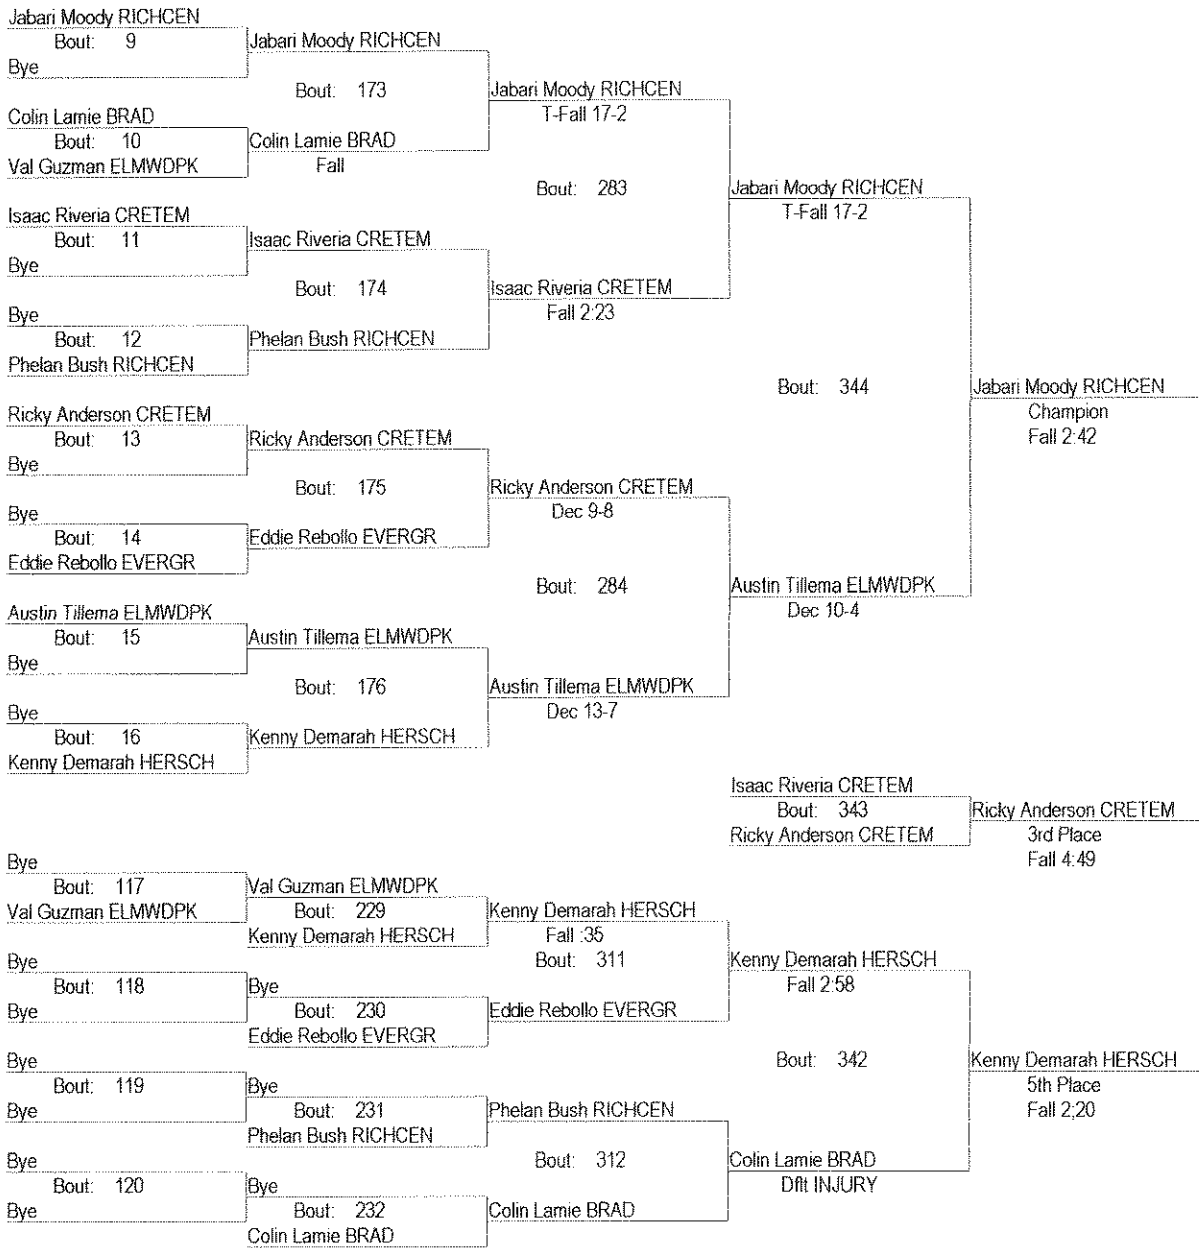 Jabari Moody RICHCEN
Bout: 9
Bye
Jabari Moody RICHCEN
Bout: 173
Colin Lamie BRAD
Bout: 10
Val Guzman ELMWDPK
Colin Lamie BRAD
Fall
Jabari Moody RICHCEN
T-Fall 17-2
Bout: 283
Isaac Riveria CRETEM
Bout: 11
Bye
Isaac Riveria CRETEM
Bout: 174
Bye
Bout: 12
Phelan Bush RICHCEN
Phelan Bush RICHCEN
Isaac Riveria CRETEM
Fall 2:23
Jabari Moody RICHCEN
T-Fall 17-2
Bout: 344
Ricky Anderson CRETEM
Bout: 13
Bye
Ricky Anderson CRETEM
Bout: 175
Bye
Bout: 14
Eddie Rebollo EVERGR
Eddie Rebollo EVERGR
Ricky Anderson CRETEM
Dec 9-8
Bout: 284
Austin Tillema ELMWDPK
Bout: 15
Bye
Austin Tillema ELMWDPK
Bout: 176
Bye
Bout: 16
Kenny Demarah HERSCH
Kenny Demarah HERSCH
Austin Tillema ELMWDPK
Dec 13-7
Austin Tillema ELMWDPK
Dec 10-4
Jabari Moody RICHCEN
Champion
Fall 2:42
Isaac Riveria CRETEM
Bout: 343
Ricky Anderson CRETEM
Ricky Anderson CRETEM
3rd Place
Fall 4:49
Bye
Bout: 117
Val Guzman ELMWDPK
Val Guzman ELMWDPK
Bout: 229
Kenny Demarah HERSCH
Kenny Demarah HERSCH
Fall :35
Bout: 311
Bye
Bout: 118
Bye
Bye
Bout: 230
Eddie Rebollo EVERGR
Eddie Rebollo EVERGR
Kenny Demarah HERSCH
Fall 2:58
Bout: 342
Bye
Bout: 119
Bye
Bye
Bout: 231
Phelan Bush RICHCEN
Phelan Bush RICHCEN
Bout: 312
Bye
Bout: 120
Bye
Bye
Bout: 232
Colin Lamie BRAD
Colin Lamie BRAD
Colin Lamie BRAD
Dflt INJURY
Kenny Demarah HERSCH
5th Place
Fall 2;20